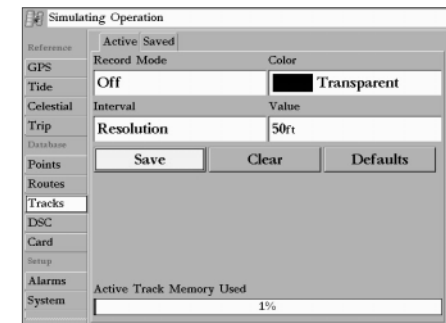 Simulating Operation
Active Saved
Reference
GPS
Tide
Celestial
Trip
Database
Points
Routes
Tracks
DSC
Card
Setup
Alarms
System
Record Mode Color
Off Transparent
Interval Value
Resolution 50ft
Save Clear Defaults
Active Track Memory Used
1%